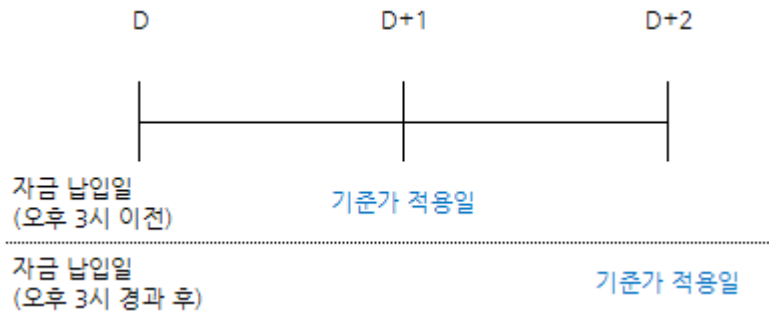 D D+1 D+2
자금 납입일
(오후 3시 이전)
기준가 적용일
자금 납입일
(오후 3시 경과 후)
기준가 적용일